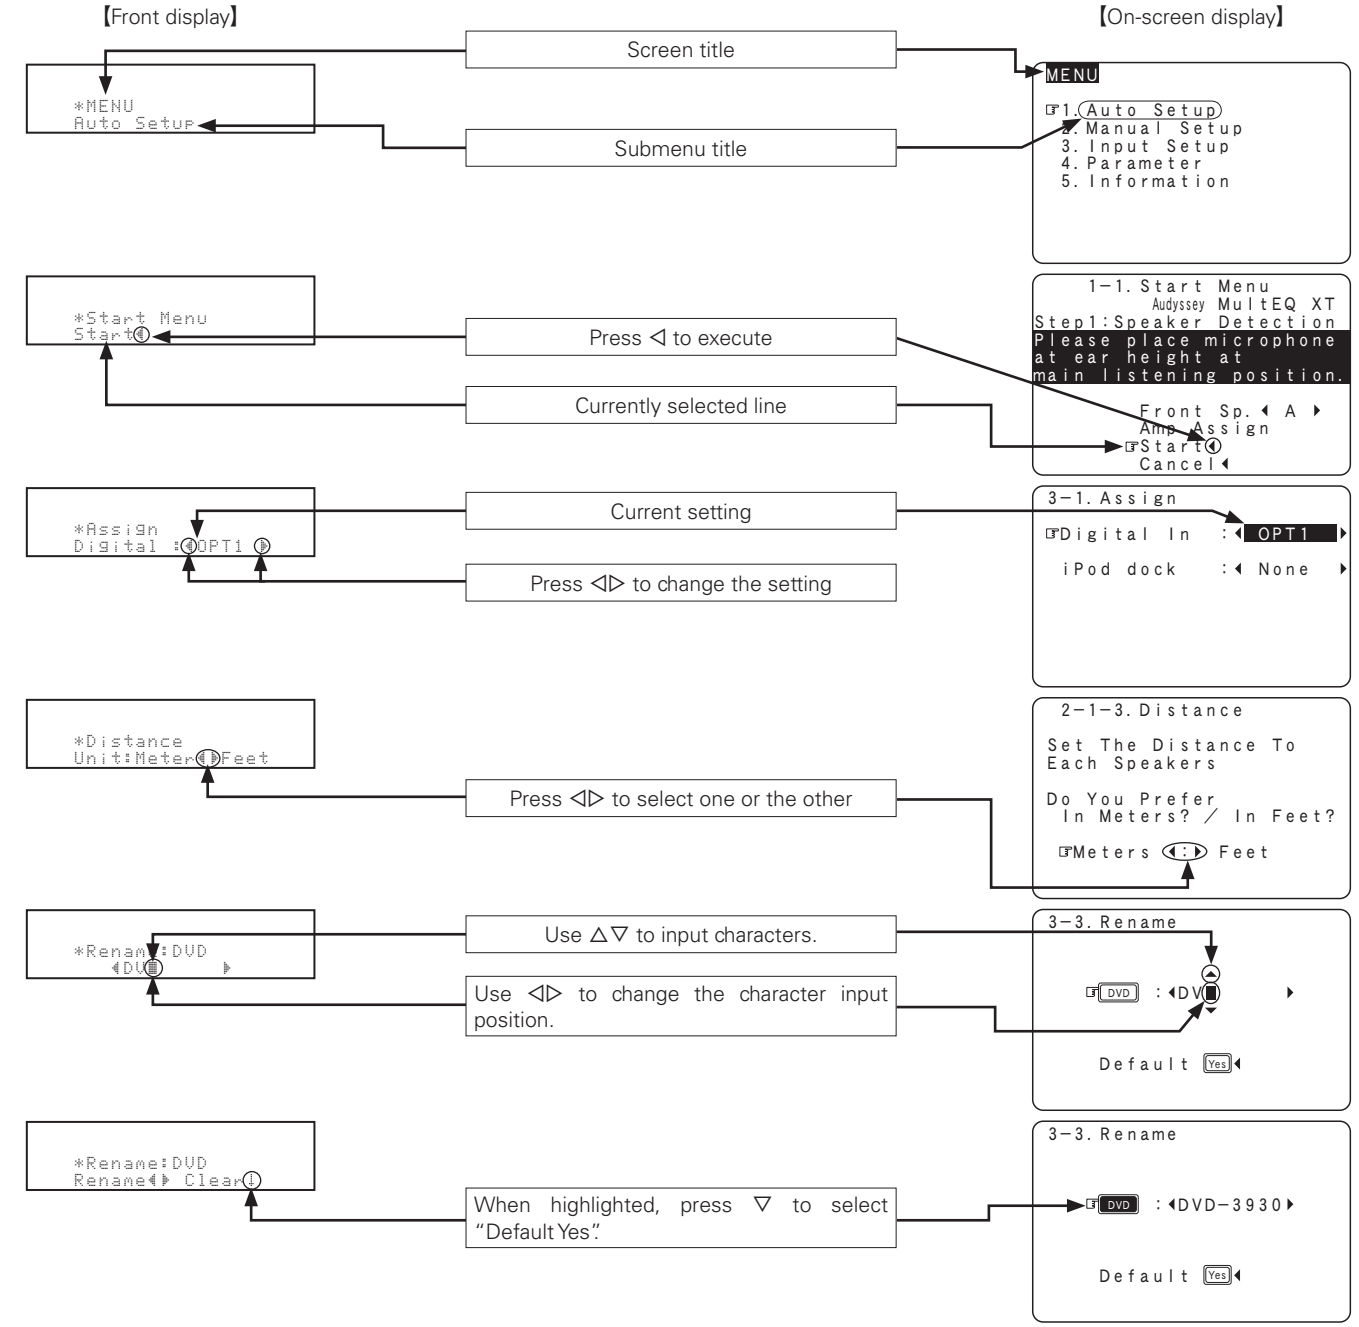 【Front display】
【On-screen display】
Screen title
*MENU
Auto Setup
Submenu title
MENU
☞1.Auto Setup
2.Manual Setup
3.Input Setup
4.Parameter
5.Information
*Start Menu
Start◀
Press ◁ to execute
Currently selected line
1-1.Start Menu
Audyssey MultEQ XT
Step1:Speaker Detection
Please place microphone
at ear height at
main listening position.
Front Sp.◀ A ▶
Amp Assign
☞Start◀
Cancel◀
*Assign
Digital :◀OPT1 ▶
Current setting
Press ◁▷ to change the setting
3-1.Assign
☞Digital In :◀ OPT1 ▶
iPod dock :◀ None ▶
*Distance
Unit:Meter◀▶Feet
Press ◁▷ to select one or the other
2-1-3.Distance
Set The Distance To
Each Speakers
Do You Prefer
In Meters? / In Feet?
☞Meters ◀:▶ Feet
*Rename:DVD
◀DV■ ▶
Use △▽ to input characters.
Use ◁▷ to change the character input
position.
3-3.Rename
☞DVD :◀DV■ ▶
Default Yes◀
*Rename:DVD
Rename◀▶ Clear↓
When highlighted, press ▽ to select
“Default Yes”.
3-3.Rename
☞DVD :◀DVD-3930▶
Default Yes◀